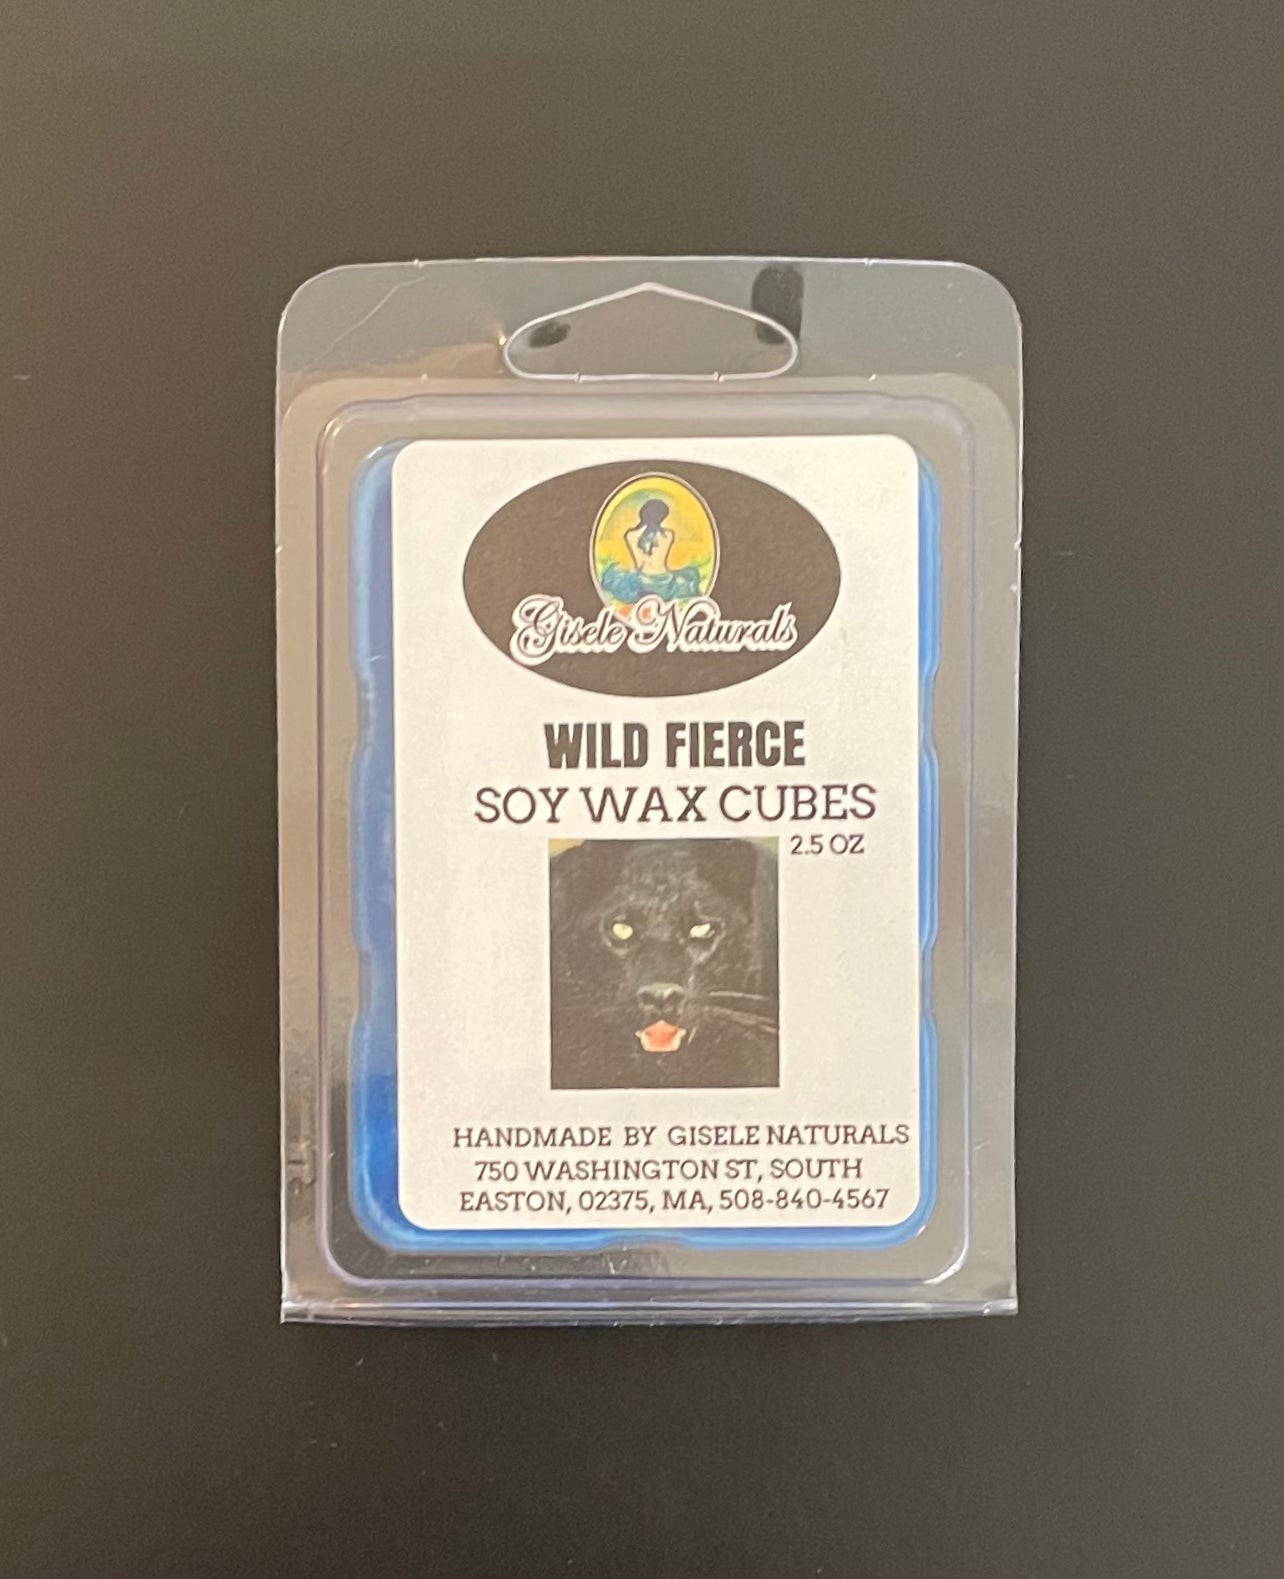 Gisele Naturals
WILD FIERCE
SOY WAX CUBES
2.5 OZ
HANDMADE BY GISELE NATURALS
750 WASHINGTON ST, SOUTH
EASTON, 02375, MA, 508-840-4567